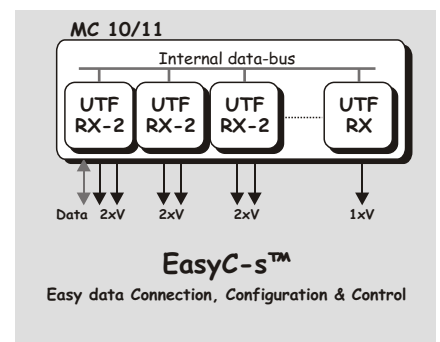 MC 10/11
Internal data-bus
UTF UTF UTF UTF
RX-2 RX-2 RX-2 RX
Data 2xV 2xV 2xV 1xV
EasyC-s™
Easy data Connection, Configuration & Control